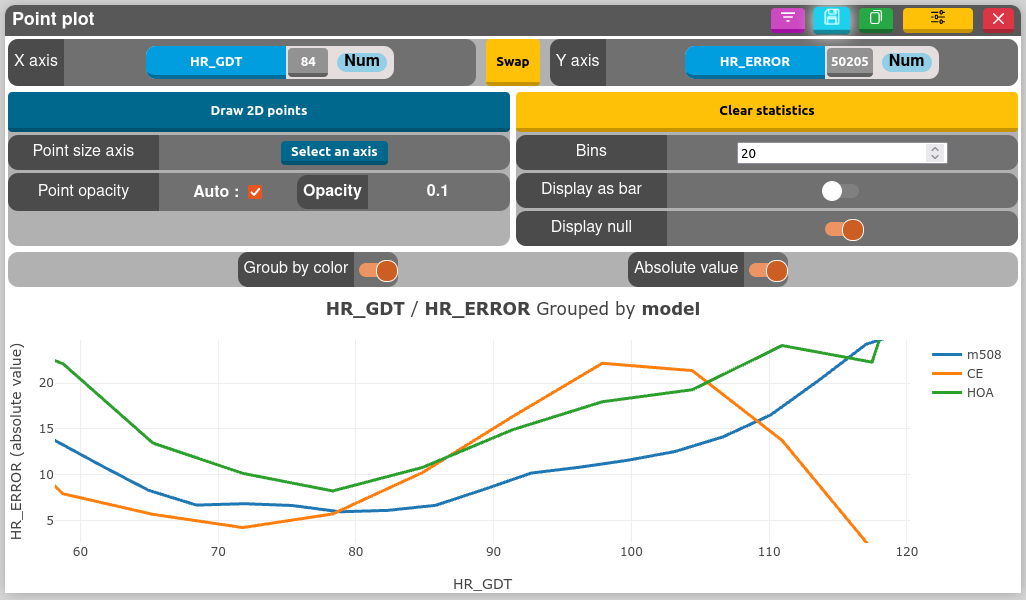 Point plot
X axis HR_GDT 84 Num Swap Y axis HR_ERROR 50205 Num
Draw 2D points Clear statistics
Point size axis Select an axis Bins 20
Point opacity Auto : Opacity 0.1 Display as bar
Display null
Groub by color Absolute value
HR_GDT / HR_ERROR Grouped by model
HR_ERROR (absolute value)
20
15
10
5
60 70 80 90 100 110 120
HR_GDT
m508
CE
HOA